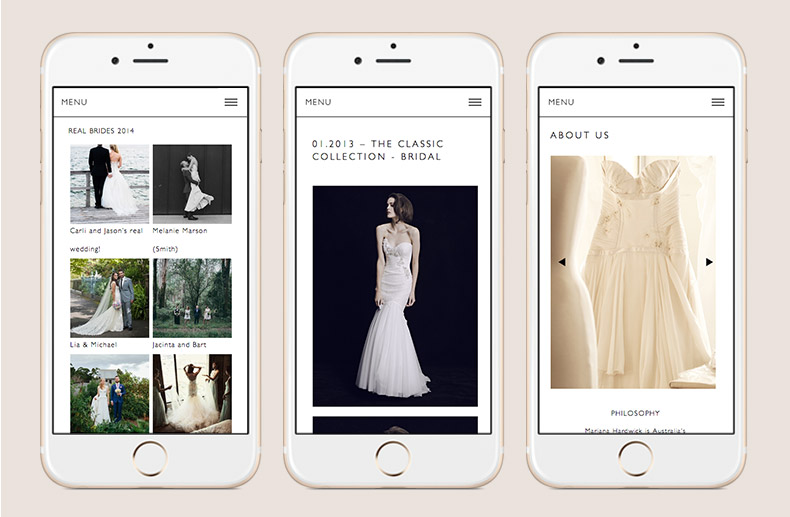 MENU
REAL BRIDES 2014
Carli and Jason's real
wedding!
Melanie Marson
(Smith)
Lia & Michael
Jacinta and Bart
MENU
01.2013 – THE CLASSIC
COLLECTION - BRIDAL
MENU
ABOUT US
PHILOSOPHY
Mariana Hardwick is Australia's